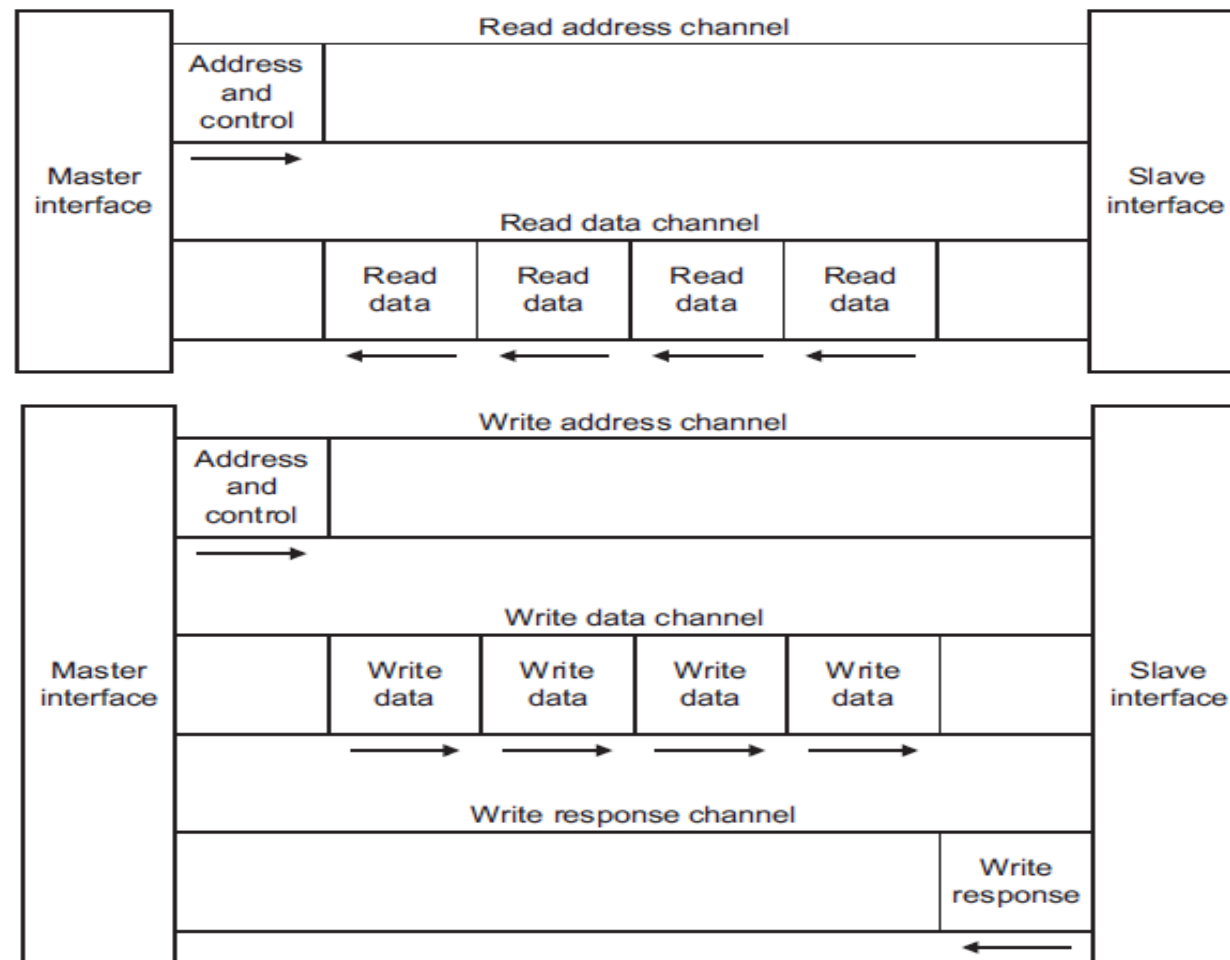 Read address channel
Address
and
control
Master
interface
Slave
interface
Read data channel
Read
data
Read
data
Read
data
Read
data
Write address channel
Address
and
control
Write data channel
Master
interface
Write
data
Write
data
Write
data
Write
data
Slave
interface
Write response channel
Write
response